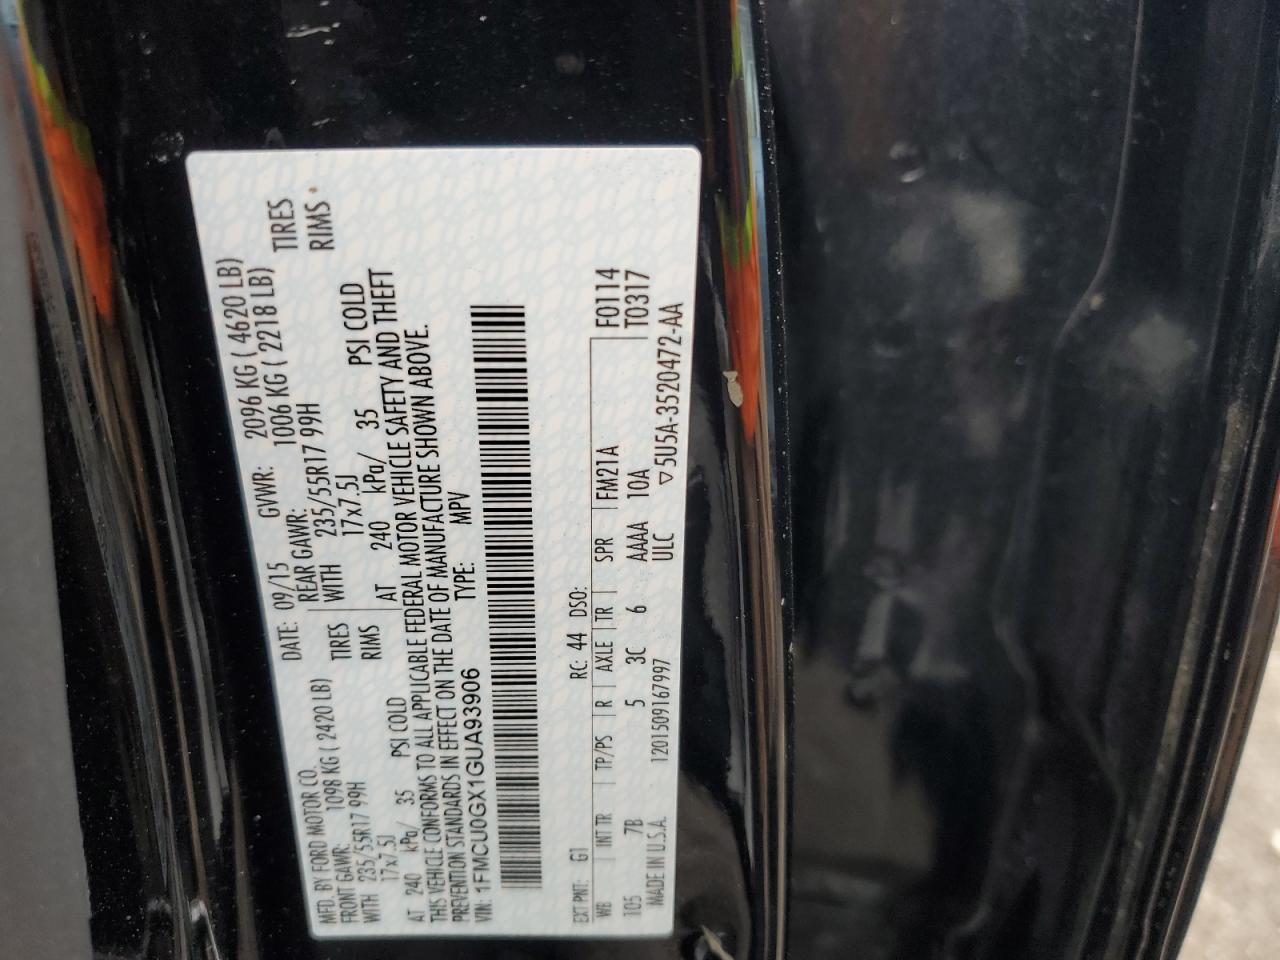 MFD. BY FORD MOTOR CO.
DATE: 09/15 GVWR: 2096 KG ( 4620 LB)
FRONT GAWR: 1098 KG ( 2420 LB) REAR GAWR: 1006 KG ( 2218 LB)
WITH 235/55R17 99H TIRES WITH 235/55R17 99H TIRES
17x7.5J RIMS 17x7.5J RIMS
AT 240 kPa/ 35 PSI COLD AT 240 kPa/ 35 PSI COLD
THIS VEHICLE CONFORMS TO ALL APPLICABLE FEDERAL MOTOR VEHICLE SAFETY AND THEFT
PREVENTION STANDARDS IN EFFECT ON THE DATE OF MANUFACTURE SHOWN ABOVE.
VIN: 1FMCU0GX1GUA93906 TYPE: MPV
EXT PNT: G1 RC: 44 DSO: F0114
WB INT TR TP/PS R AXLE TR SPR FM21A T0317
105 7B 5 3C 6 AAAA 10A
MADE IN U.S.A. 1201509167997 ULC ▽5U5A-3520472-AA